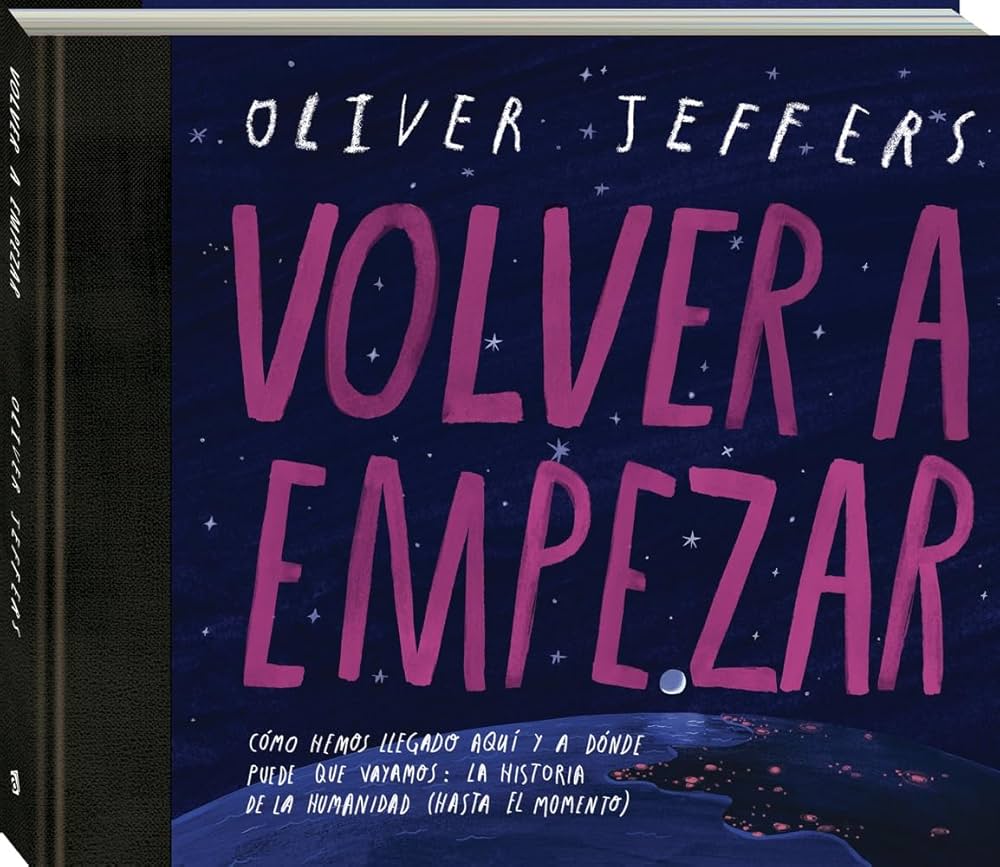 OLIVER JEFFERS
VOLVER A
EMPEZAR
CÓMO HEMOS LLEGADO AQUÍ Y A DÓNDE
PUEDE QUE VAYAMOS: LA HISTORIA
DE LA HUMANIDAD (HASTA EL MOMENTO)
VOLVER A EMPEZAR
OLIVER JEFFERS